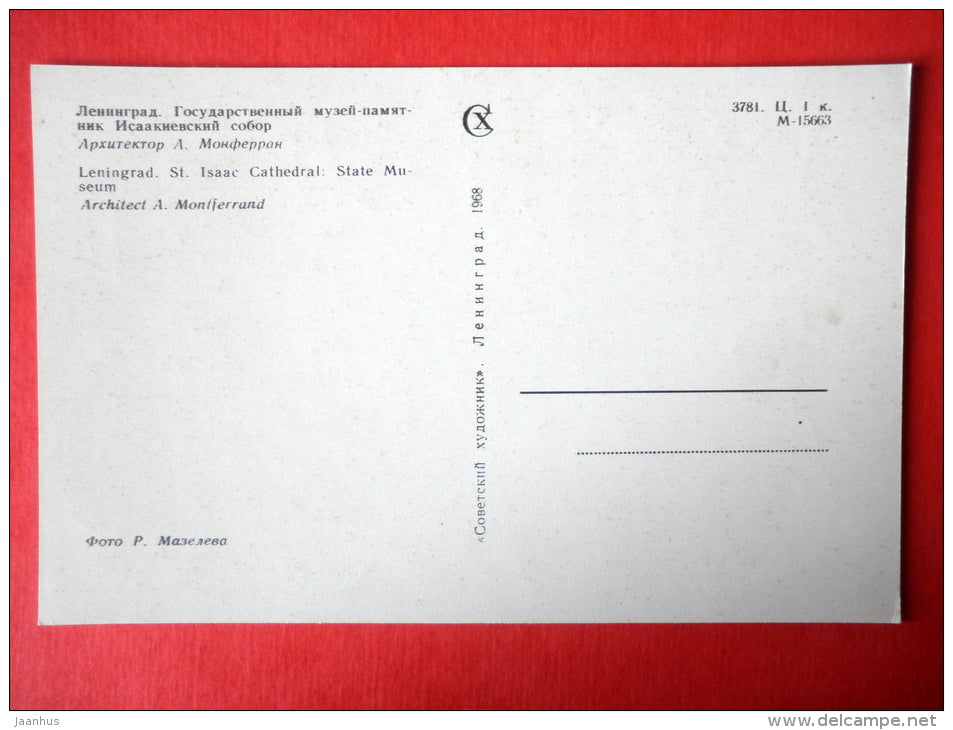 Ленинград. Государственный музей-памят-
ник Исаакиевский собор
Архитектор А. Монферран
Leningrad. St. Isaac Cathedral: State Mu-
seum
Architect A. Montferrand
Фото Р. Мазелева
СХ
«Советский художник». Ленинград. 1968
3781. Ц. 1 к.
М-15663
jaanhus
www.delcampe.net